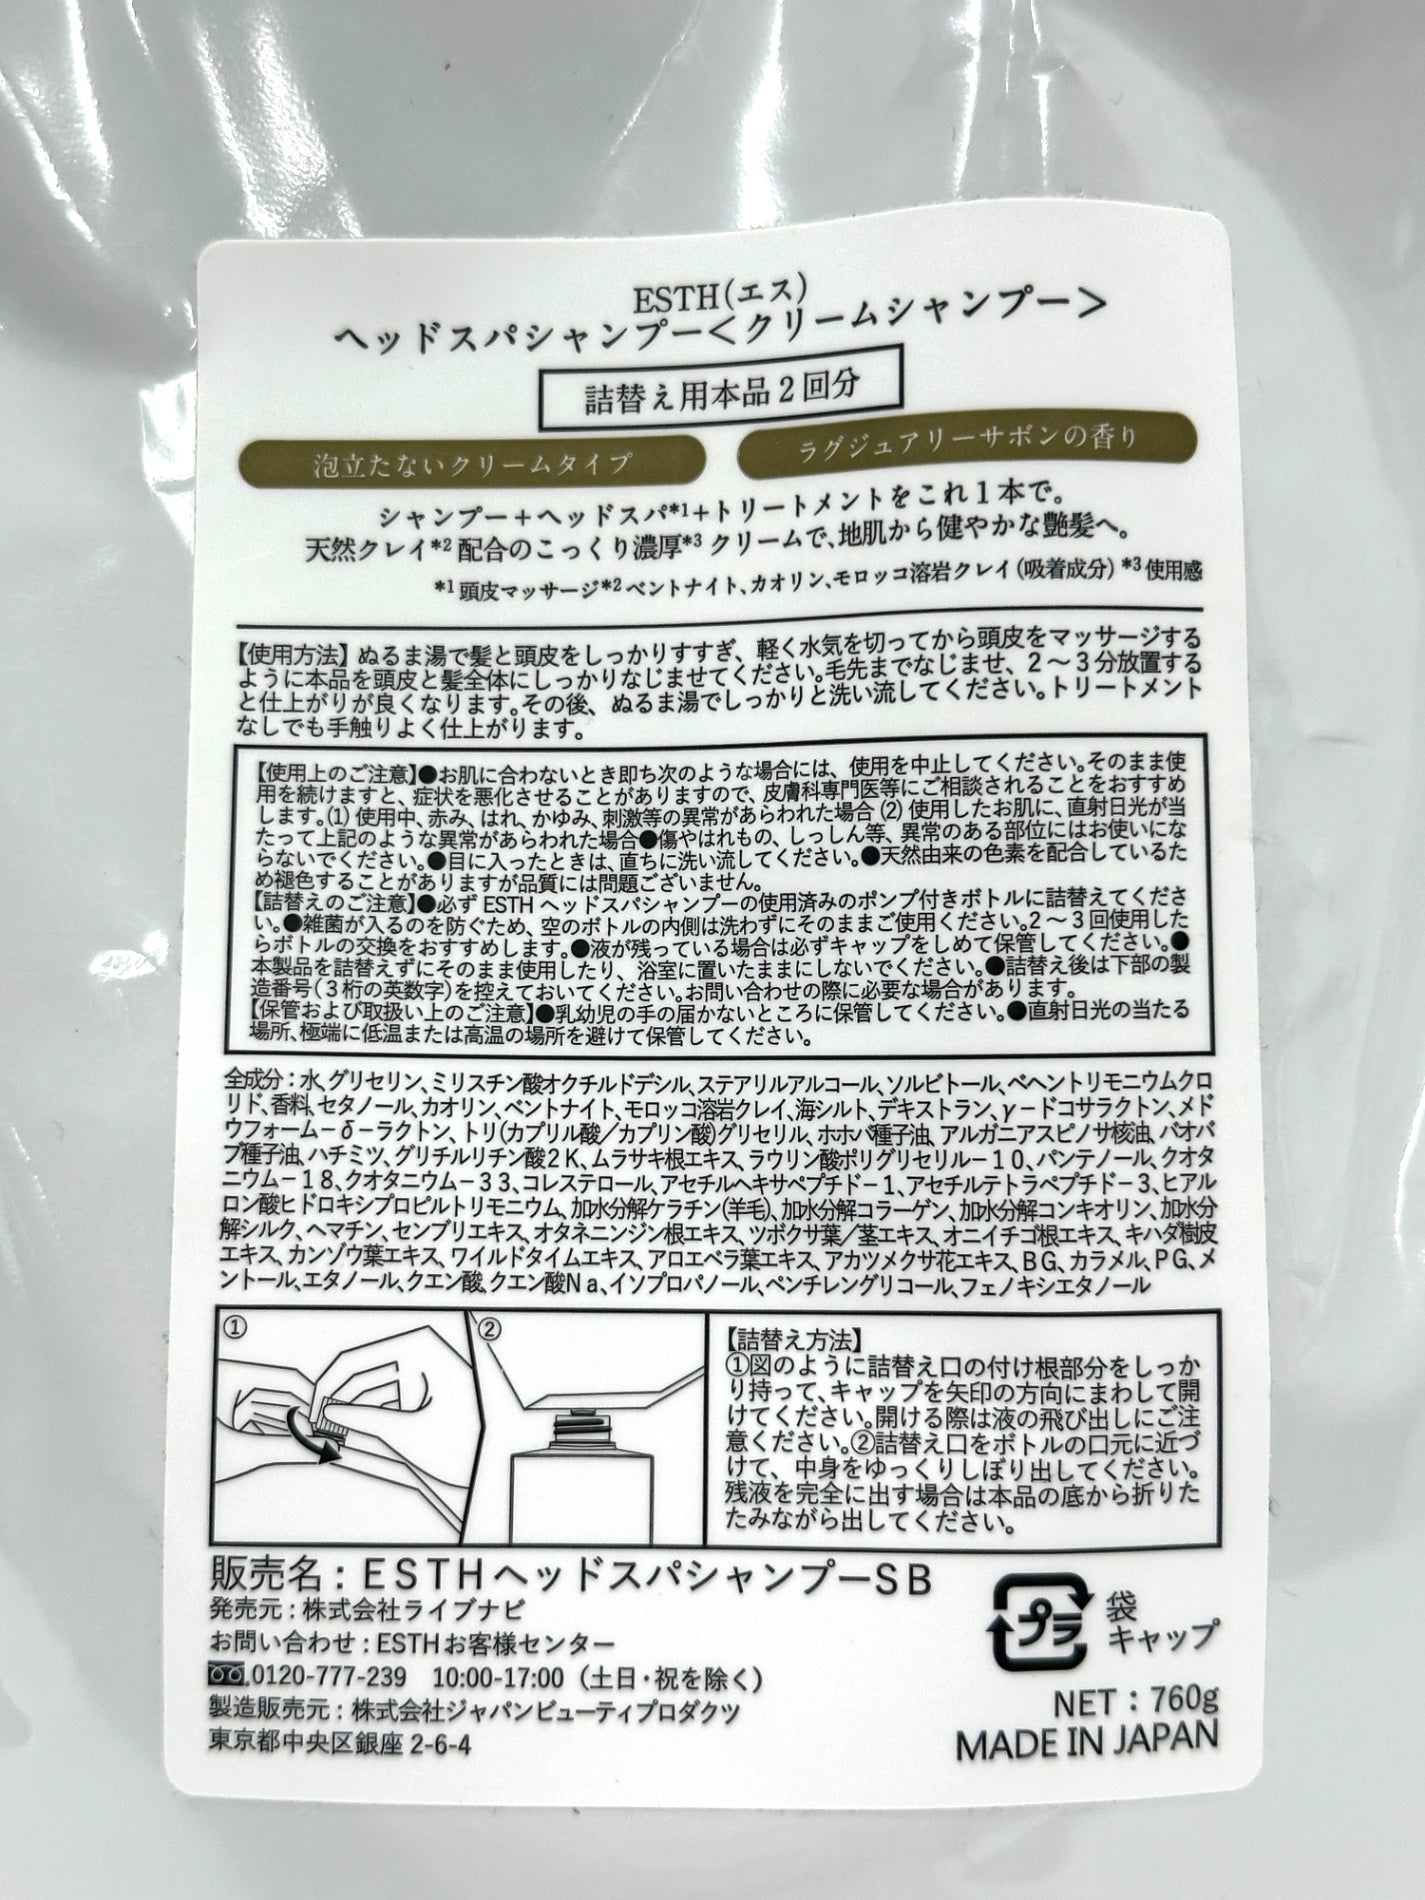 ESTH(エス)
ヘッドスパシャンプー<クリームシャンプー>
詰替え用本品2回分
泡立たないクリームタイプ
ラグジュアリーサボンの香り
シャンプー+ヘッドスパ*1+トリートメントをこれ1本で。
天然クレイ*2配合のこっくり濃厚*3クリームで、地肌から健やかな艶髪へ。
*1頭皮マッサージ*2ベントナイト、カオリン、モロッコ溶岩クレイ(吸着成分)*3使用感
【使用方法】ぬるま湯で髪と頭皮をしっかりすすぎ、軽く水気を切ってから頭皮をマッサージする
ように本品を頭皮と髪全体にしっかりなじませてください。毛先までなじませ、2〜3分放置する
と仕上がりが良くなります。その後、ぬるま湯でしっかりと洗い流してください。トリートメント
なしでも手触りよく仕上がります。
【使用上のご注意】●お肌に合わないとき即ち次のような場合には、使用を中止してください。そのまま使
用を続けますと、症状を悪化させることがありますので、皮膚科専門医等にご相談されることをおすすめ
します。(1)使用中、赤み、はれ、かゆみ、刺激等の異常があらわれた場合(2)使用したお肌に、直射日光が当
たって上記のような異常があらわれた場合●傷やはれもの、しっしん等、異常のある部位にはお使いにな
らないでください。●目に入ったときは、直ちに洗い流してください。●天然由来の色素を配合しているた
め褪色することがありますが品質には問題ございません。
【詰替えのご注意】●必ずESTHヘッドスパシャンプーの使用済みのポンプ付きボトルに詰替えてくださ
い。●雑菌が入るのを防ぐため、空のボトルの内側は洗わずにそのままご使用ください。2〜3回使用した
らボトルの交換をおすすめします。●液が残っている場合は必ずキャップをしめて保管してください。●
本製品を詰替えずにそのまま使用したり、浴室に置いたままにしないでください。●詰替え後は下部の製
造番号(3桁の英数字)を控えておいてください。お問い合わせの際に必要な場合があります。
【保管および取扱い上のご注意】●乳幼児の手の届かないところに保管してください。●直射日光の当たる
場所、極端に低温または高温の場所を避けて保管してください。
全成分:水、グリセリン、ミリスチン酸オクチルドデシル、ステアリルアルコール、ソルビトール、ベヘントリモニウムクロ
リド、香料、セタノール、カオリン、ベントナイト、モロッコ溶岩クレイ、海シルト、デキストラン、γードコサラクトン、メド
ウフォームーδーラクトン、トリ(カプリル酸/カプリン酸)グリセリル、ホホバ種子油、アルガニアスピノサ核油、バオバ
ブ種子油、ハチミツ、グリチルリチン酸2K、ムラサキ根エキス、ラウリン酸ポリグリセリルー10、パンテノール、クオタ
ニウムー18、クオタニウムー33、コレステロール、アセチルヘキサペプチドー1、アセチルテトラペプチドー3、ヒアル
ロン酸ヒドロキシプロピルトリモニウム、加水分解ケラチン(羊毛)、加水分解コラーゲン、加水分解コンキオリン、加水分
解シルク、ヘマチン、センブリエキス、オタネニンジン根エキス、ツボクサ葉/茎エキス、オニイチゴ根エキス、キハダ樹皮
エキス、カンゾウ葉エキス、ワイルドタイムエキス、アロエベラ葉エキス、アカツメクサ花エキス、BG、カラメル、PG、メ
ントール、エタノール、クエン酸、クエン酸Na、イソプロパノール、ペンチレングリコール、フェノキシエタノール
①
②
【詰替え方法】
①図のように詰替え口の付け根部分をしっか
り持って、キャップを矢印の方向にまわして開
けてください。開ける際は液の飛び出しにご注
意ください。②詰替え口をボトルの口元に近づ
けて、中身をゆっくりしぼり出してください。
残液を完全に出す場合は本品の底から折りた
たみながら出してください。
販売名:ESTHヘッドスパシャンプーSB
発売元:株式会社ライブナビ
お問い合わせ:ESTHお客様センター
0120-777-239 10:00-17:00(土日・祝を除く)
製造販売元:株式会社ジャパンビューティプロダクツ
東京都中央区銀座2-6-4
プラ
袋
キャップ
NET:760g
MADE IN JAPAN